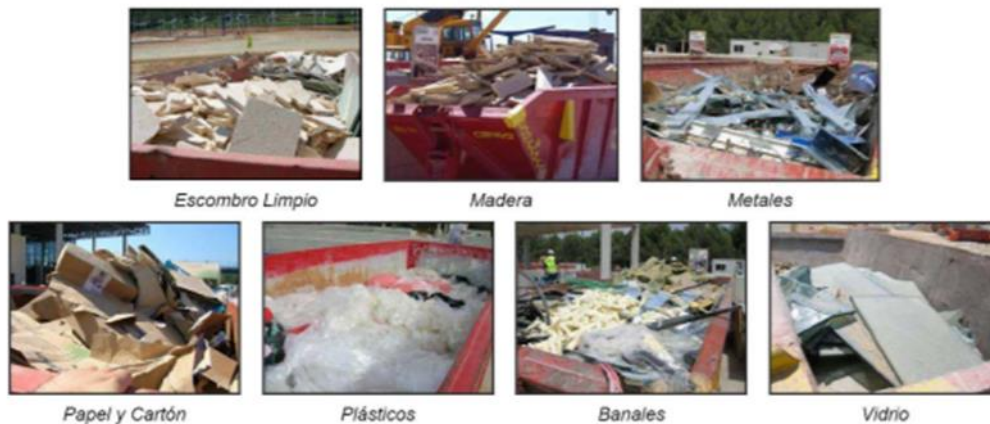 Escombro Limpio
Madera
Metales
Papel y Cartón
Plásticos
Banales
Vidrio